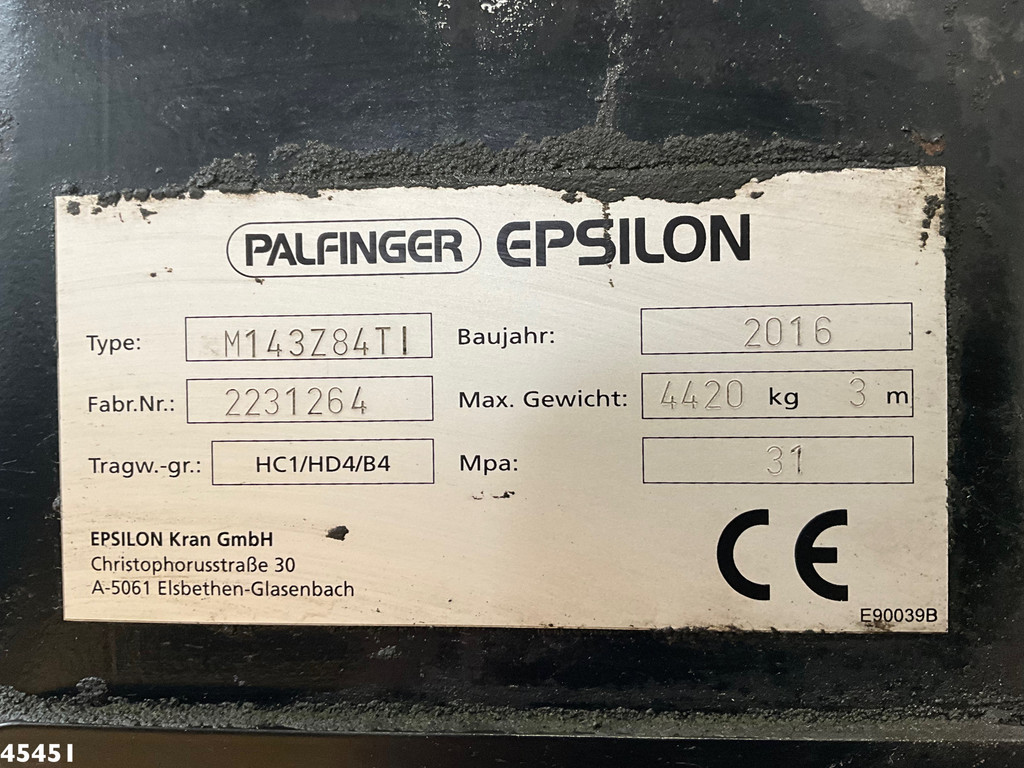 PALFINGER EPSILON
Type: M143Z84TI Baujahr: 2016
Fabr.Nr.: 2231264 Max. Gewicht: 4420 kg 3 m
Tragw.-gr.: HC1/HD4/B4 Mpa: 31
EPSILON Kran GmbH
Christophorusstraße 30
A-5061 Elsbethen-Glasenbach
CE
E90039B
45451